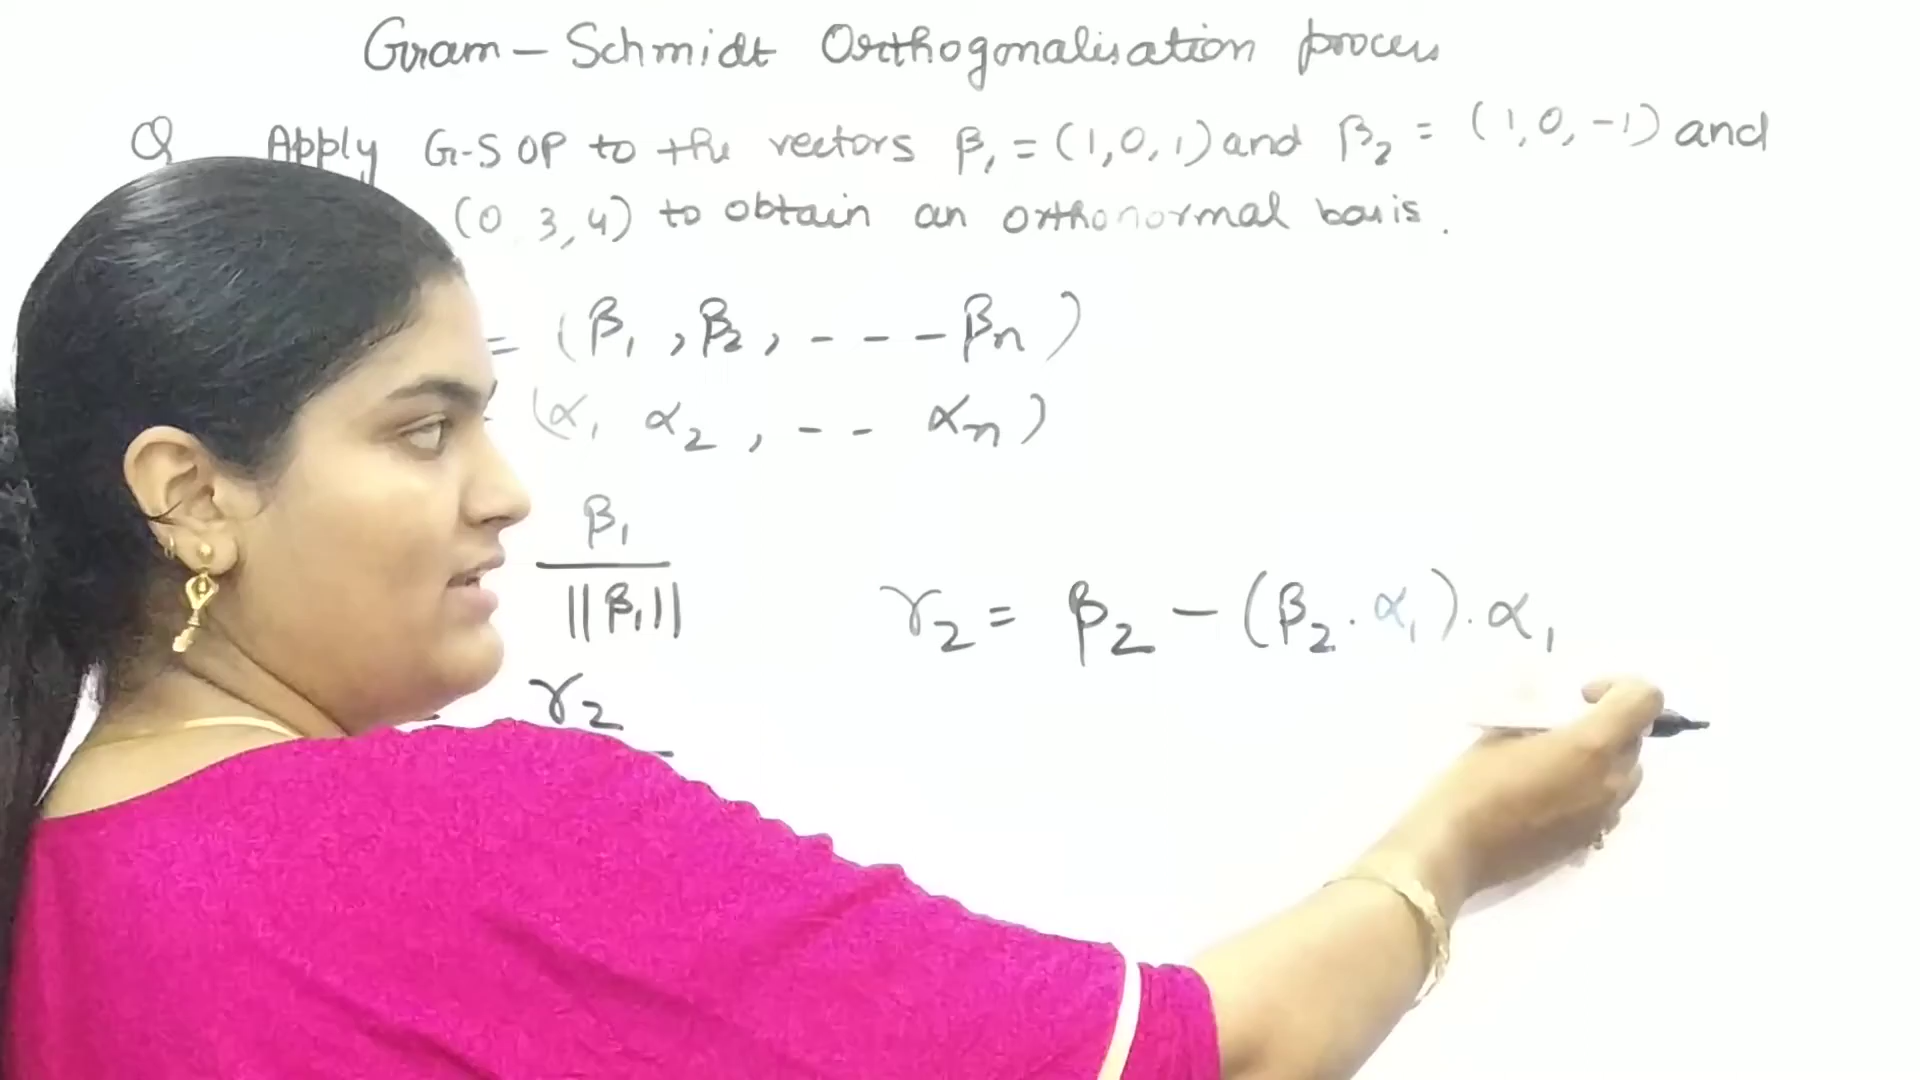 Gram - Schmidt Orthogonalisation process
Q Apply G-S OP to the vectors β₁ = (1, 0, 1) and β₂ = (1, 0, -1) and
(0 3, 4) to obtain an orthonormal basis.
= (β₁, β₂, - - - - βn)
(α₁ α₂, - - αn)
β₁
||β₁|| γ₂ = β₂ - (β₂. α₁). α₁
γ₂